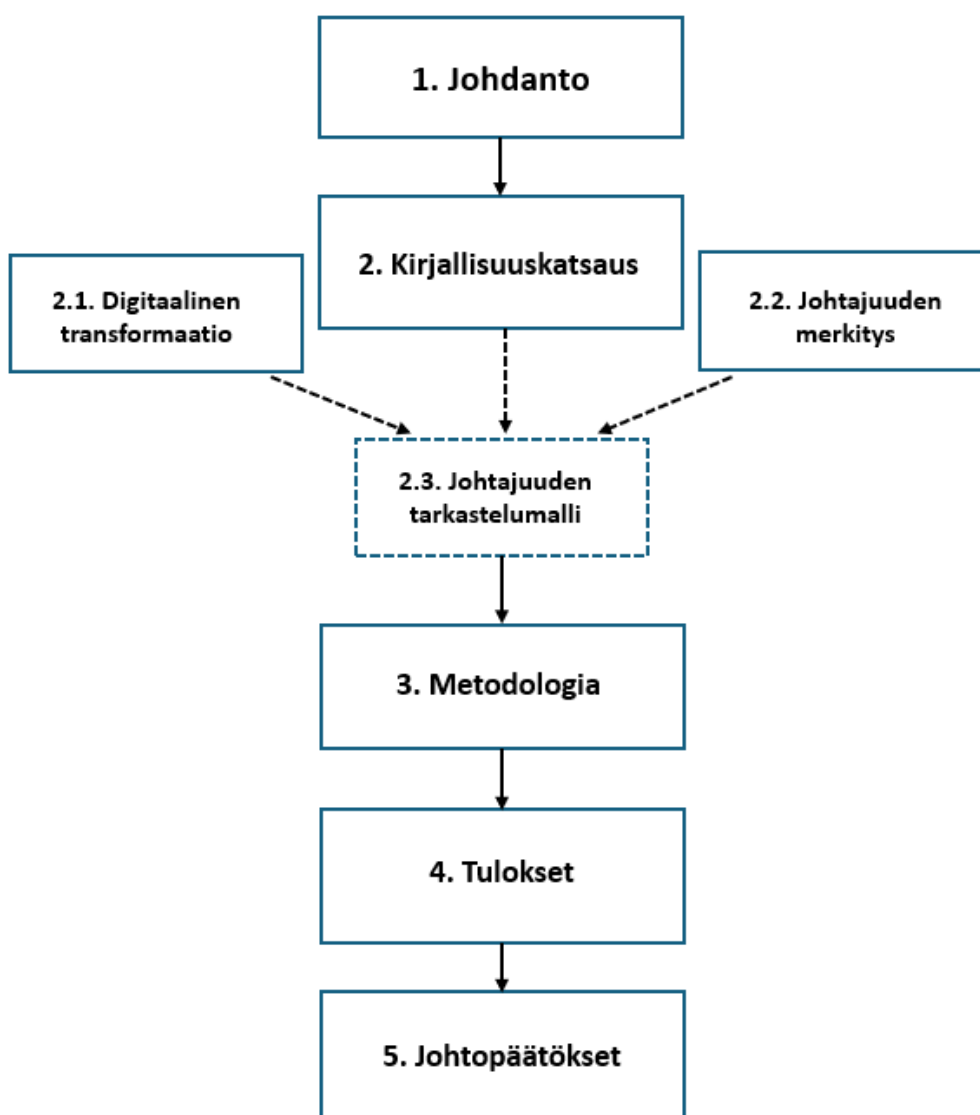 1. Johdanto
2. Kirjallisuuskatsaus
2.1. Digitaalinen
transformaatio
2.2. Johtajuuden
merkitys
2.3. Johtajuuden
tarkastelumalli
3. Metodologia
4. Tulokset
5. Johtopäätökset